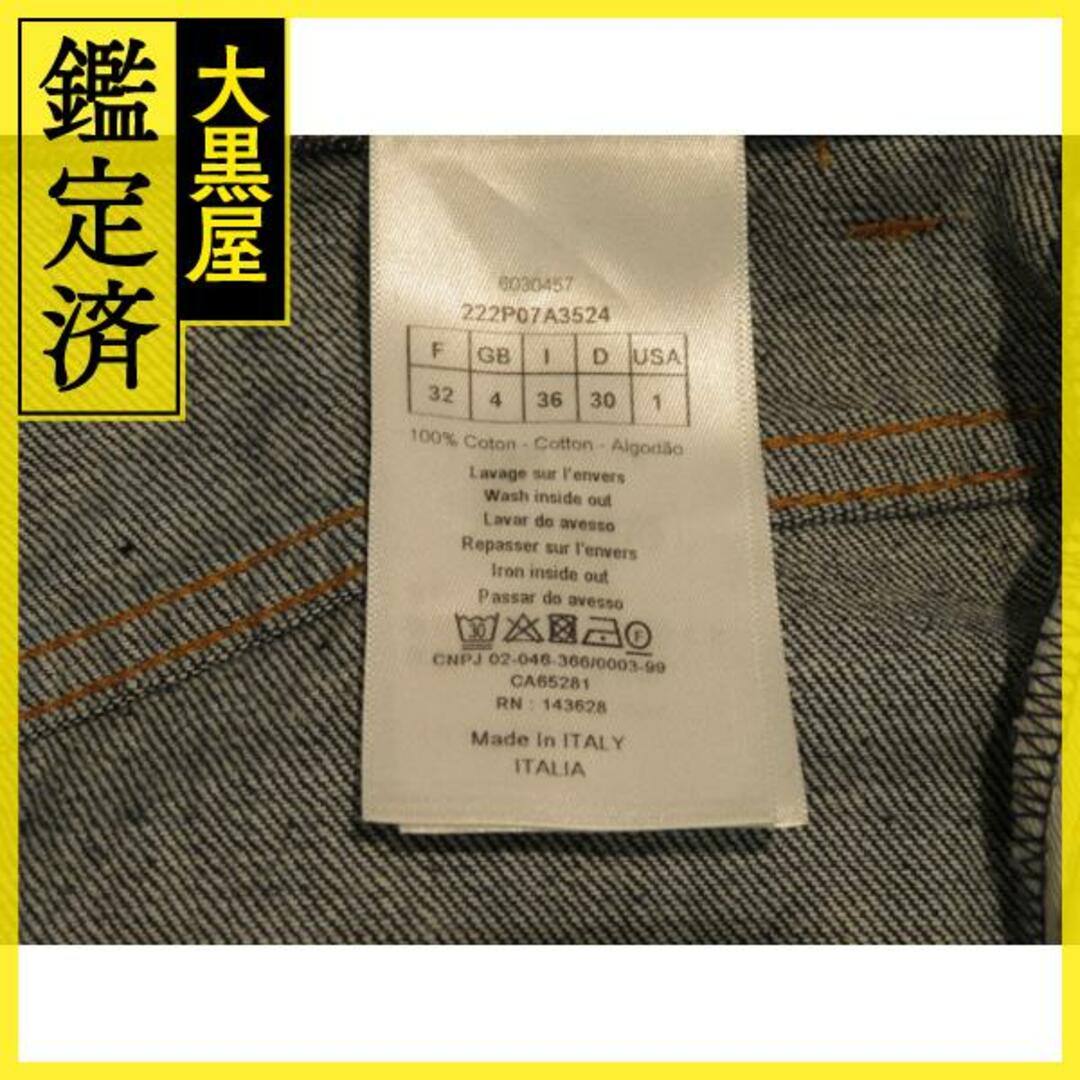 鑑定済
大黒屋
6030457
222P07A3524
F GB I D USA
32 4 36 30 1
100% Coton - Cotton - Algodão
Lavage sur l'envers
Wash inside out
Lavar do avesso
Repasser sur l'envers
Iron inside out
Passar do avesso
30 F
CNPJ 02-046-366/0003-99
CA65281
RN : 143628
Made In ITALY
ITALIA